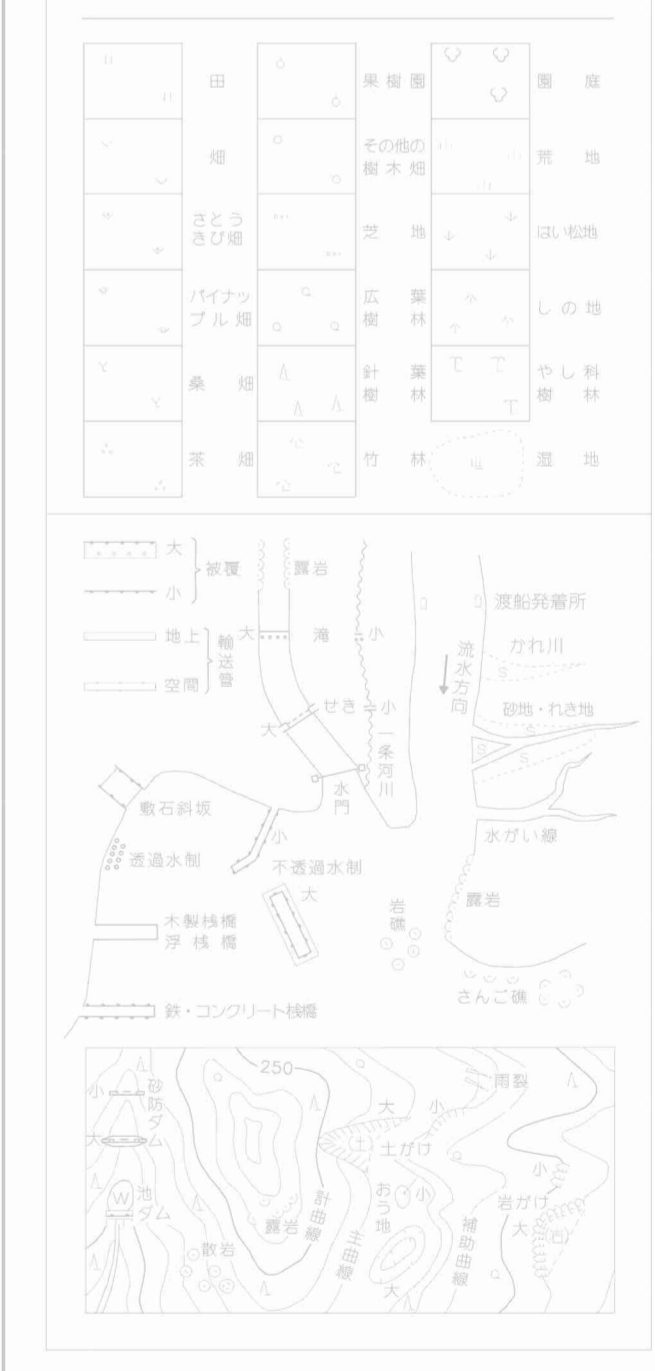 田
果樹園
園庭
畑
その他の
樹木畑
荒地
さとう
きび畑
芝地
はい松地
パイナッ
プル畑
広葉
樹林
しの地
桑畑
針葉
樹林
やし科
樹林
茶畑
竹林
湿地
大
小
被覆
露岩
地上
空間
輸送管
大
滝
小
渡船発着所
流水方向
かれ川
S
砂地・れき地
S
S
S
大
せき
小
一条河川
水門
敷石斜坂
透過水制
小
不透過水制
大
水がい線
露岩
岩礁
木製桟橋
浮桟橋
さんご礁
鉄・コンクリート桟橋
小
砂防ダム
大
W
池
ダム
250
露岩
散岩
計曲線
主曲線
大
小
土
土がけ
おう地
小
大
補助曲線
雨裂
小
岩がけ
大
岩